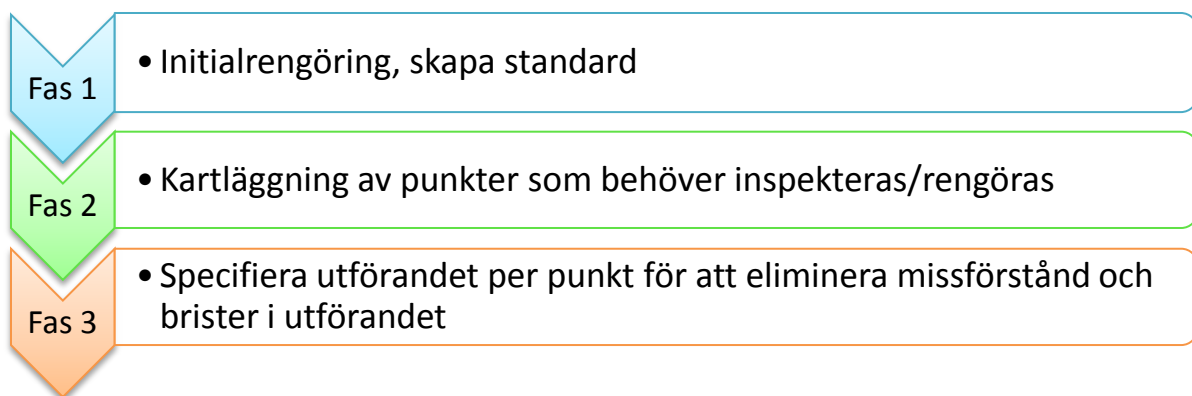 Fas 1
• Initialrengöring, skapa standard
Fas 2
• Kartläggning av punkter som behöver inspekteras/rengöras
Fas 3
• Specifiera utförandet per punkt för att eliminera missförstånd och
brister i utförandet